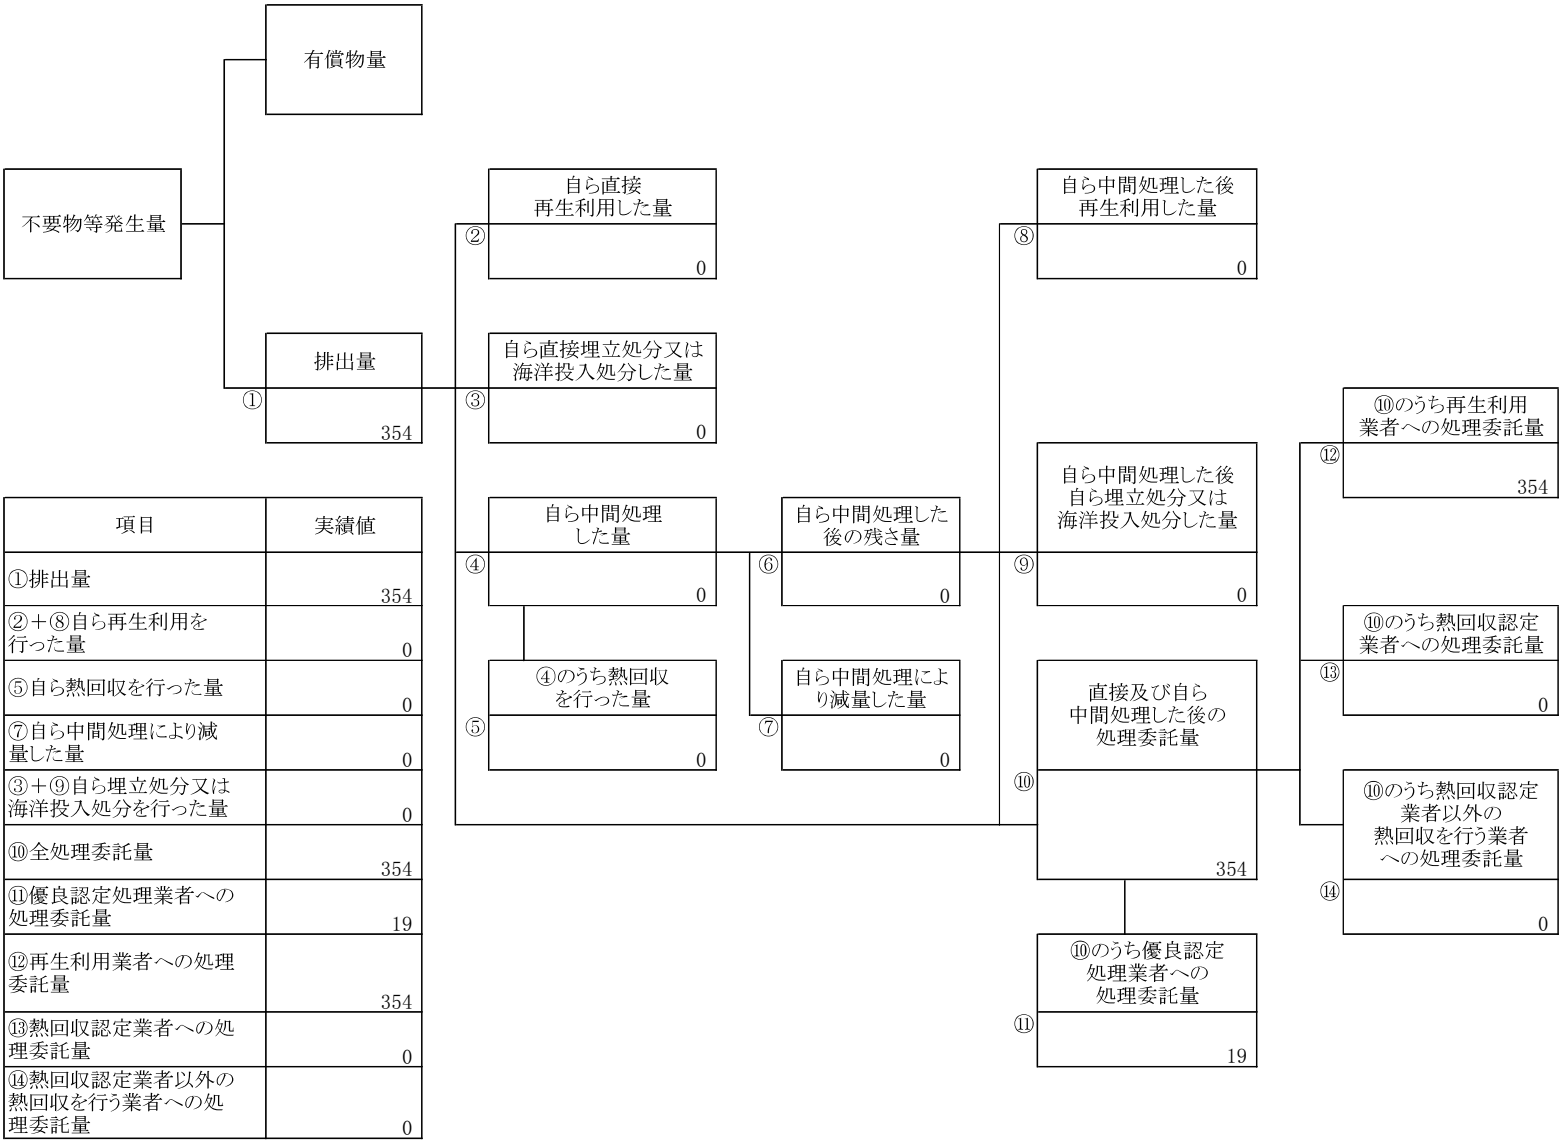 有償物量
不要物等発生量
自ら直接
再生利用した量
②
0
自ら中間処理した後
再生利用した量
⑧
0
排出量
①
354
自ら直接埋立処分又は
海洋投入処分した量
③
0
⑩のうち再生利用
業者への処理委託量
⑫
354
自ら中間処理した後
自ら埋立処分又は
海洋投入処分した量
⑨
0
自ら中間処理
した量
④
0
自ら中間処理した
後の残さ量
⑥
0
④のうち熱回収
を行った量
⑤
0
自ら中間処理によ
り減量した量
⑦
0
直接及び自ら
中間処理した後の
処理委託量
⑩
354
⑩のうち熱回収認定
業者への処理委託量
⑬
0
⑩のうち熱回収認定
業者以外の
熱回収を行う業者
への処理委託量
⑭
0
⑩のうち優良認定
処理業者への
処理委託量
⑪
19
項目
実績値
①排出量
354
②＋⑧自ら再生利用を
行った量
0
⑤自ら熱回収を行った量
0
⑦自ら中間処理により減
量した量
0
③＋⑨自ら埋立処分又は
海洋投入処分を行った量
0
⑩全処理委託量
354
⑪優良認定処理業者への
処理委託量
19
⑫再生利用業者への処理
委託量
354
⑬熱回収認定業者への処
理委託量
0
⑭熱回収認定業者以外の
熱回収を行う業者への処
理委託量
0